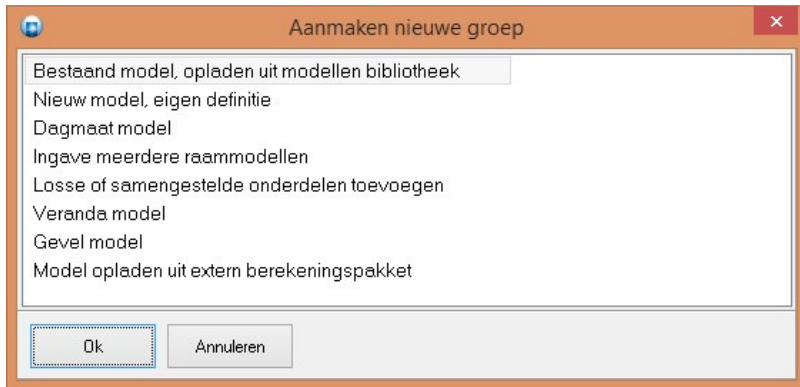 Aanmaken nieuwe groep
Bestaand model, opladen uit modellen bibliotheek
Nieuw model, eigen definitie
Dagmaat model
Ingave meerdere raammodellen
Losse of samengestelde onderdelen toevoegen
Veranda model
Gevel model
Model opladen uit extern berekeningspakket
Ok Annuleren